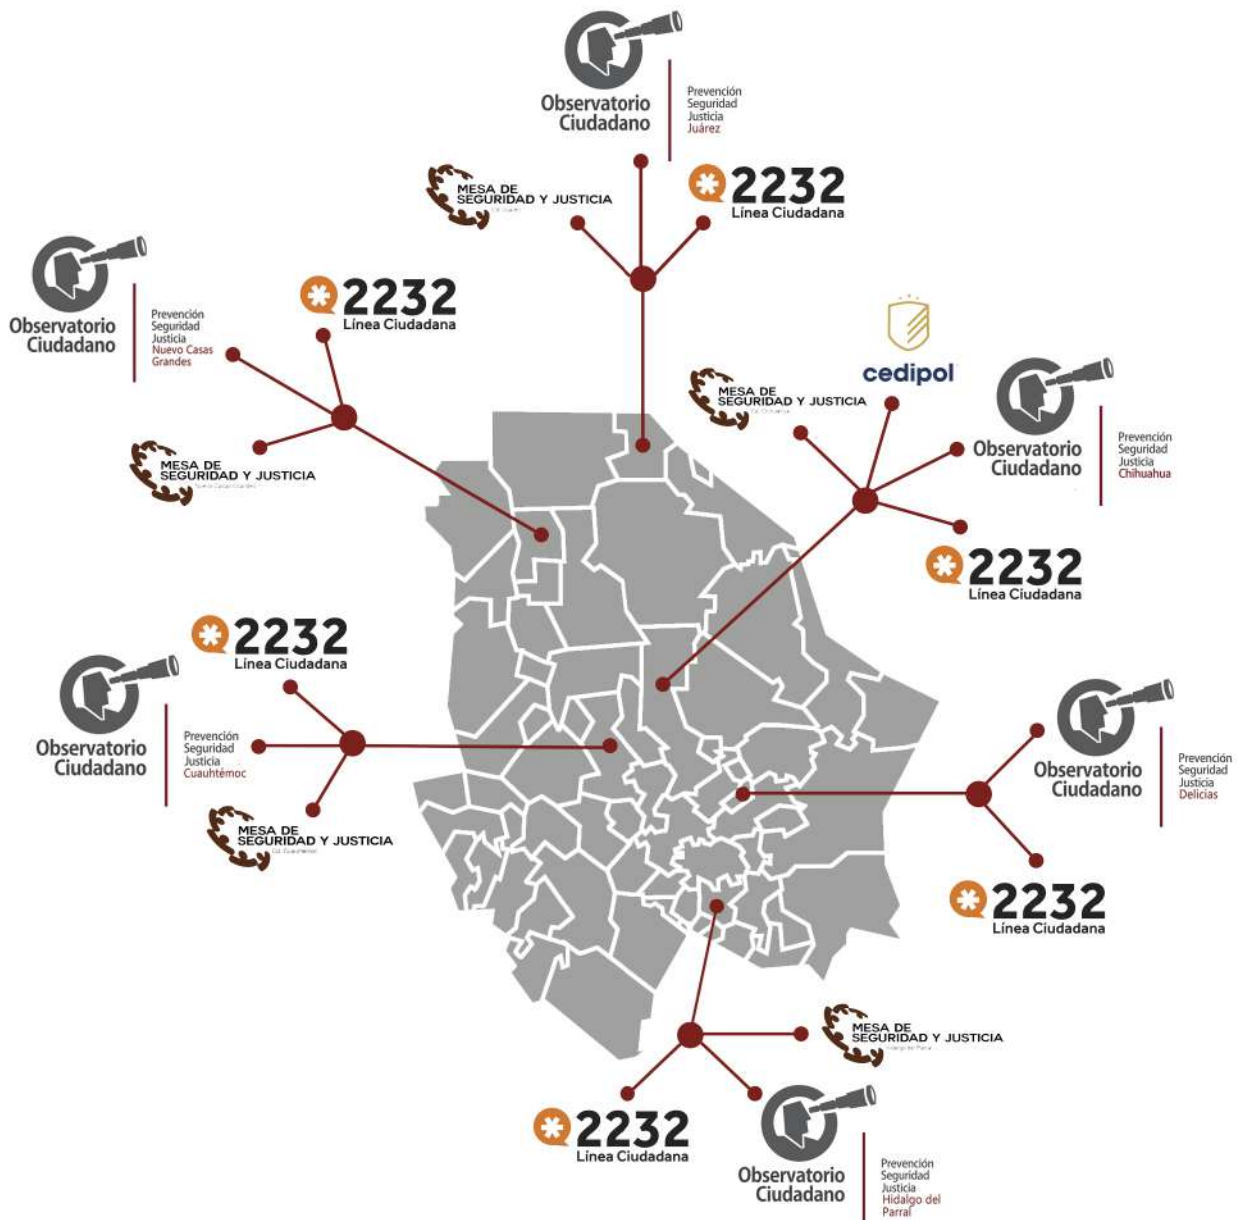 Observatorio
Ciudadano
Prevención
Seguridad
Justicia
Juárez
MESA DE
SEGURIDAD Y JUSTICIA
2232
Línea Ciudadana
Observatorio
Ciudadano
Prevención
Seguridad
Justicia
Nuevo Casas
Grandes
2232
Línea Ciudadana
MESA DE
SEGURIDAD Y JUSTICIA
cedipol
MESA DE
SEGURIDAD Y JUSTICIA
Observatorio
Ciudadano
Prevención
Seguridad
Justicia
Chihuahua
2232
Línea Ciudadana
2232
Línea Ciudadana
Observatorio
Ciudadano
Prevención
Seguridad
Justicia
Cuauhtémoc
MESA DE
SEGURIDAD Y JUSTICIA
Observatorio
Ciudadano
Prevención
Seguridad
Justicia
Delicias
2232
Línea Ciudadana
MESA DE
SEGURIDAD Y JUSTICIA
2232
Línea Ciudadana
Observatorio
Ciudadano
Prevención
Seguridad
Justicia
Hidalgo del
Parral